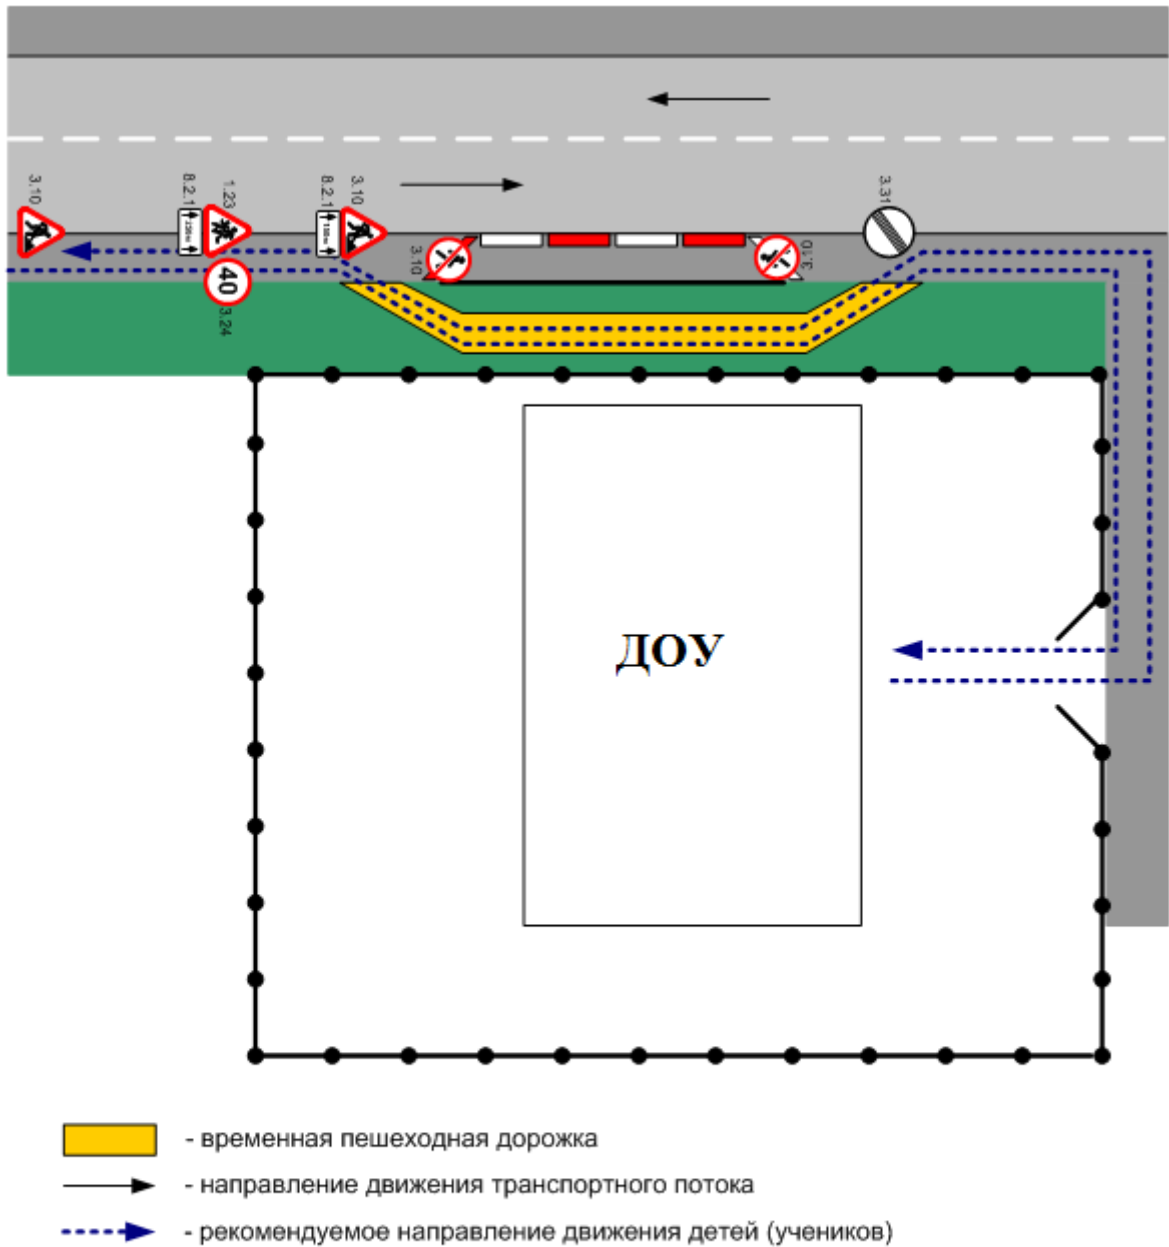 3.10
8.2.1
1.23
8.2.1
3.10
3.31
40
3.24
3.10
3.10
ДОУ
- временная пешеходная дорожка
- направление движения транспортного потока
- рекомендуемое направление движения детей (учеников)